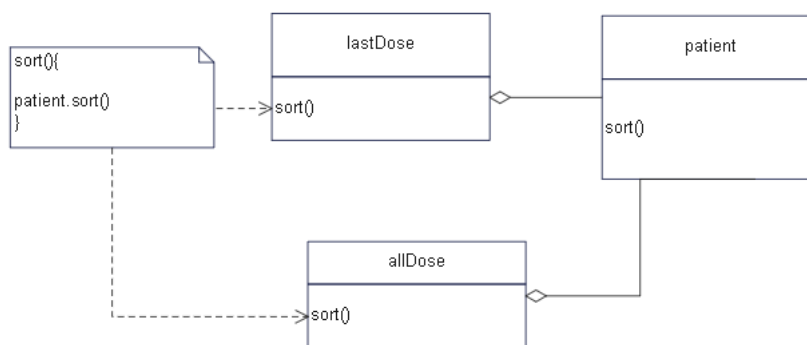 sort(){
patient.sort()
}
lastDose
sort()
patient
sort()
allDose
sort()